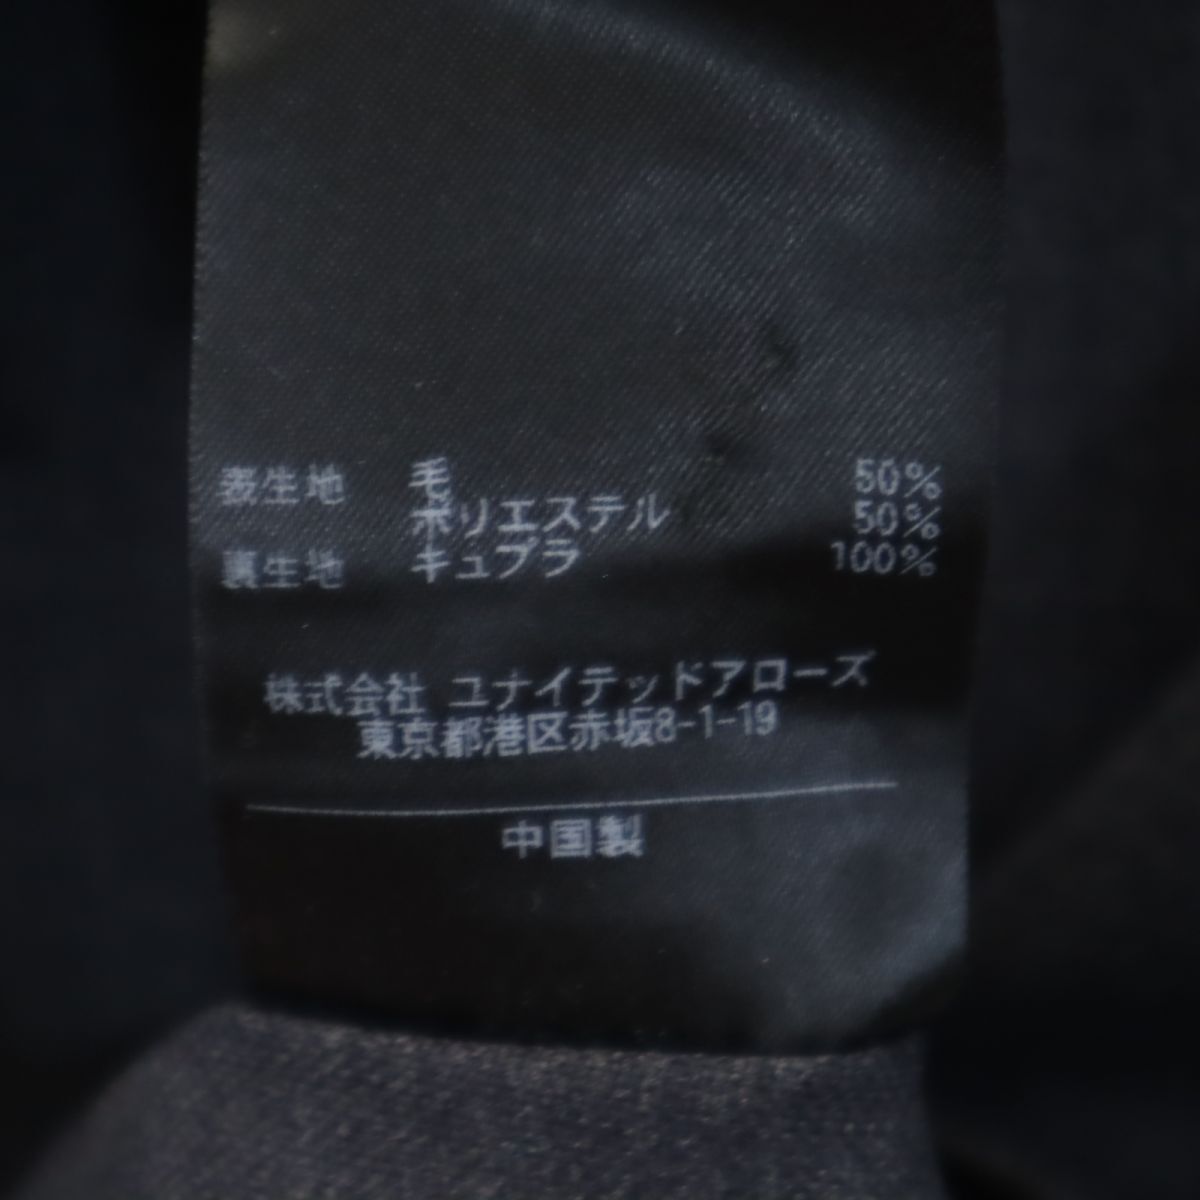 表生地 毛 50%
ポリエステル 50%
裏生地 キュプラ 100%
株式会社 ユナイテッドアローズ
東京都港区赤坂8-1-19
中国製